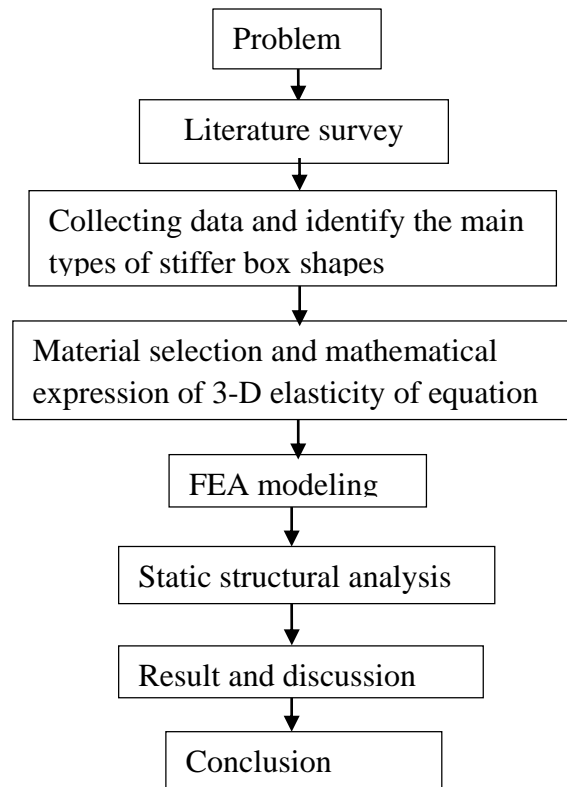 Problem
Literature survey
Collecting data and identify the main
types of stiffer box shapes
Material selection and mathematical
expression of 3-D elasticity of equation
FEA modeling
Static structural analysis
Result and discussion
Conclusion